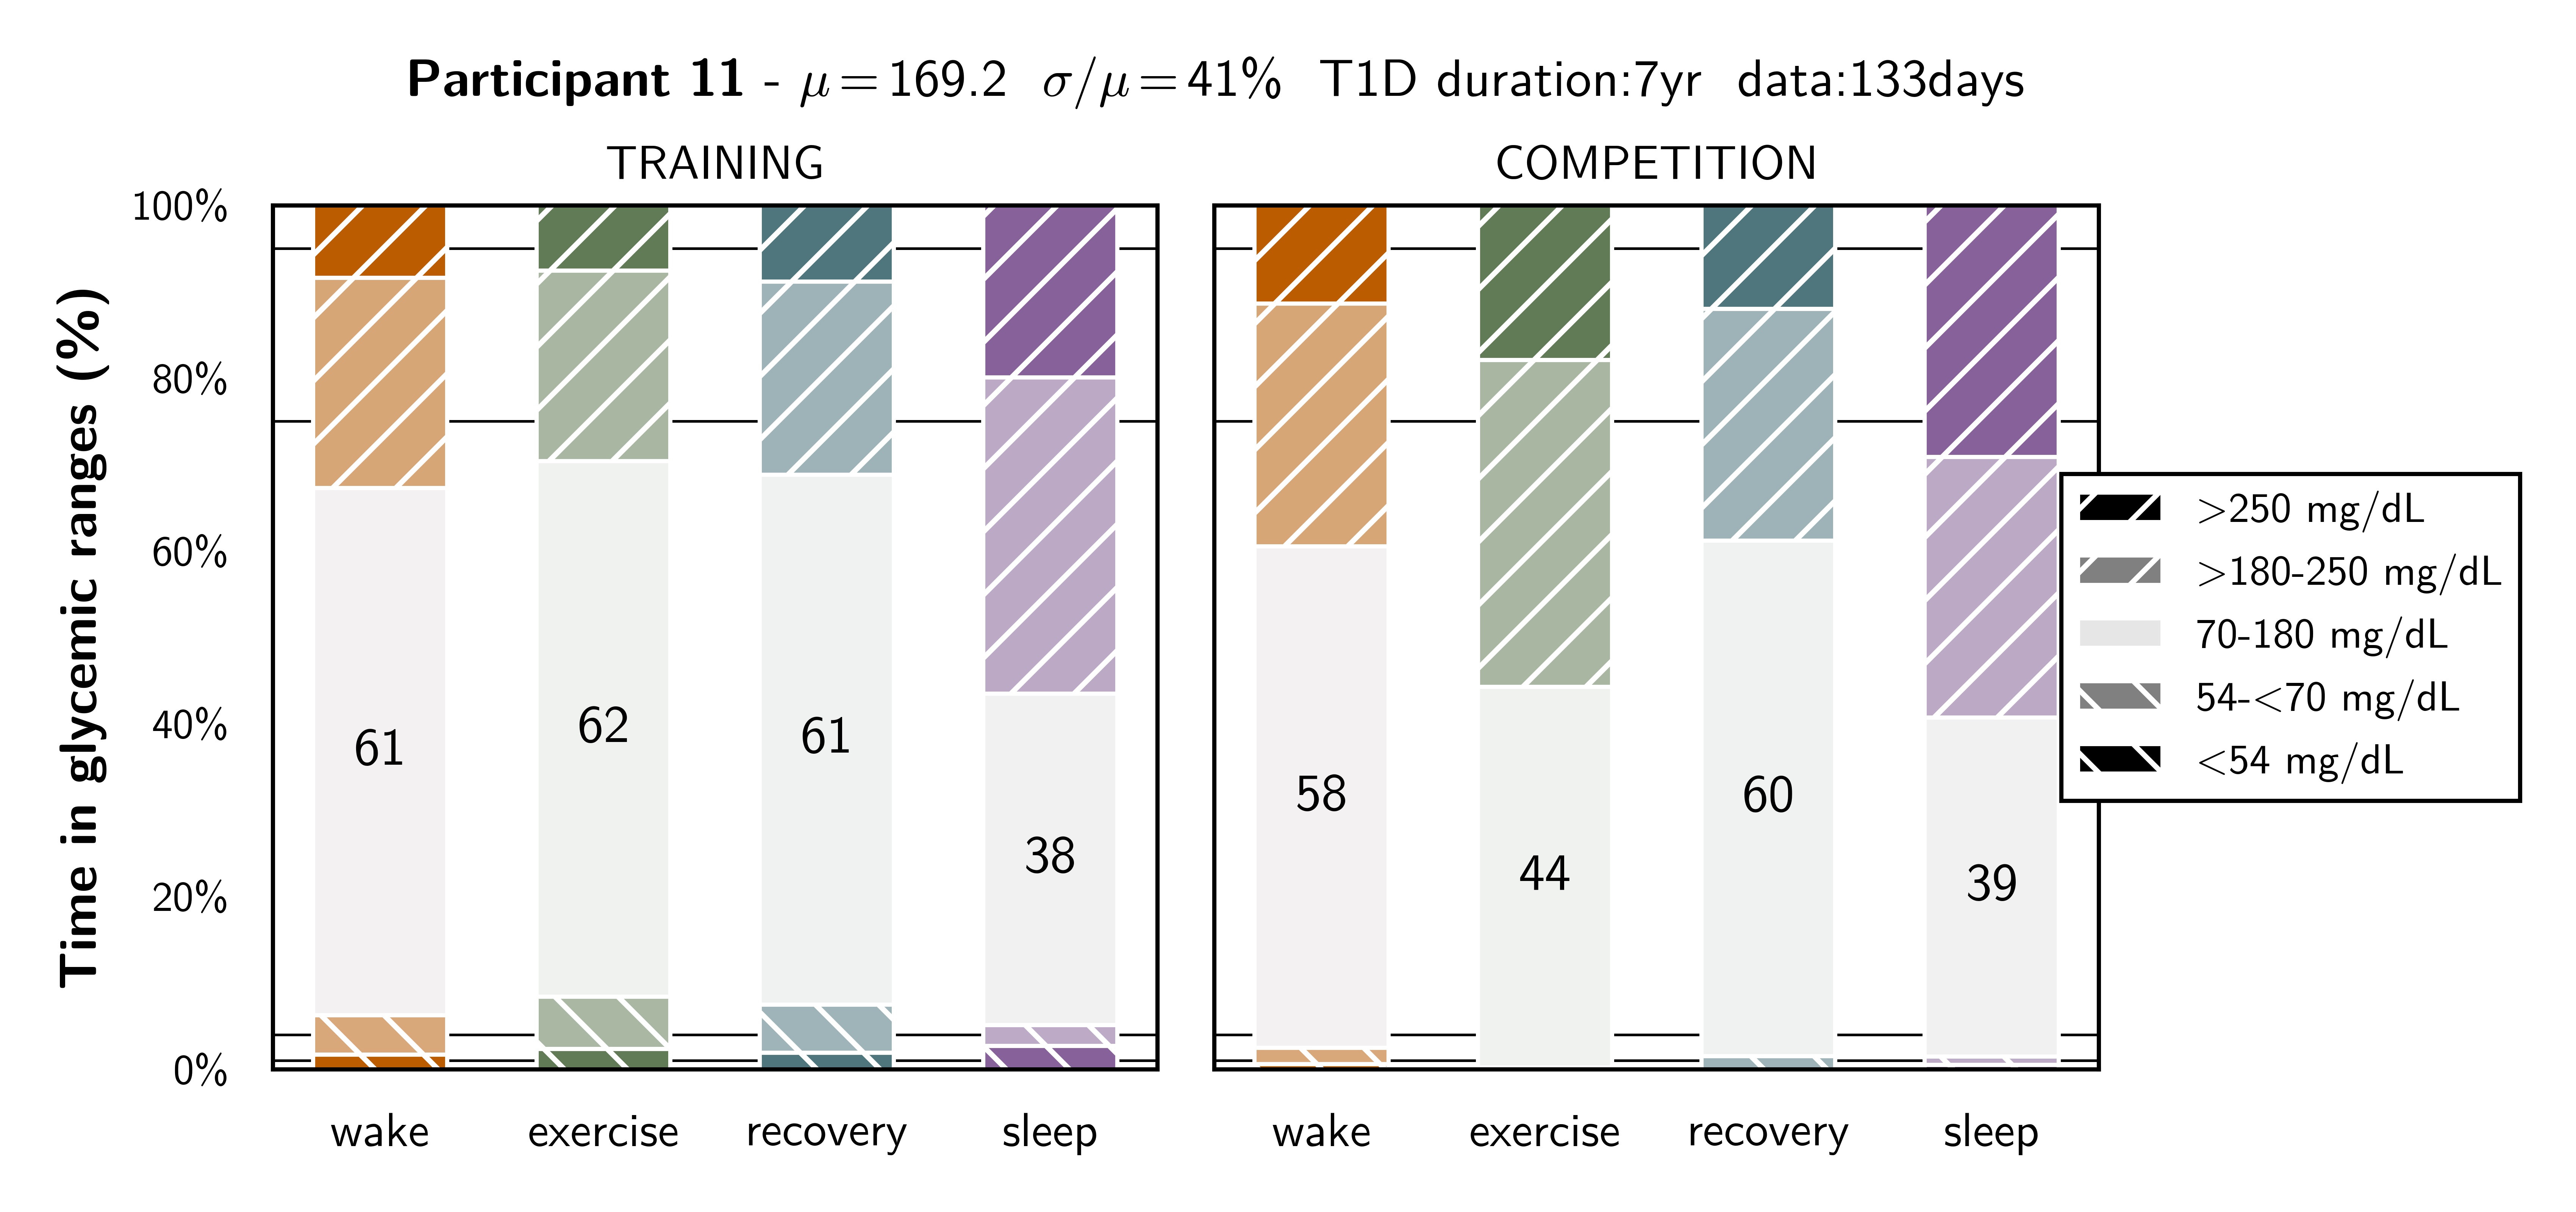 Participant 11 - μ=169.2 σ/μ=41% T1D duration:7yr data:133days
TRAINING
COMPETITION
Time in glycemic ranges (%)
100%
80%
60%
40%
20%
0%
61
62
61
38
58
44
60
39
wake
exercise
recovery
sleep
wake
exercise
recovery
sleep
>250 mg/dL
>180-250 mg/dL
70-180 mg/dL
54-<70 mg/dL
<54 mg/dL